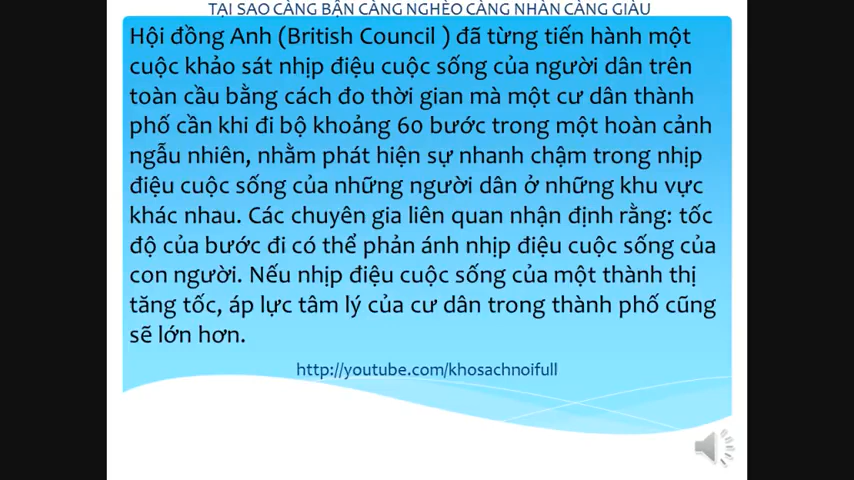 TẠI SAO CÀNG BẬN CÀNG NGHÈO CÀNG NHÀN CÀNG GIÀU
Hội đồng Anh (British Council ) đã từng tiến hành một
cuộc khảo sát nhịp điệu cuộc sống của người dân trên
toàn cầu bằng cách đo thời gian mà một cư dân thành
phố cần khi đi bộ khoảng 60 bước trong một hoàn cảnh
ngẫu nhiên, nhằm phát hiện sự nhanh chậm trong nhịp
điệu cuộc sống của những người dân ở những khu vực
khác nhau. Các chuyên gia liên quan nhận định rằng: tốc
độ của bước đi có thể phản ánh nhịp điệu cuộc sống của
con người. Nếu nhịp điệu cuộc sống của một thành thị
tăng tốc, áp lực tâm lý của cư dân trong thành phố cũng
sẽ lớn hơn.
http://youtube.com/khosachnoifull